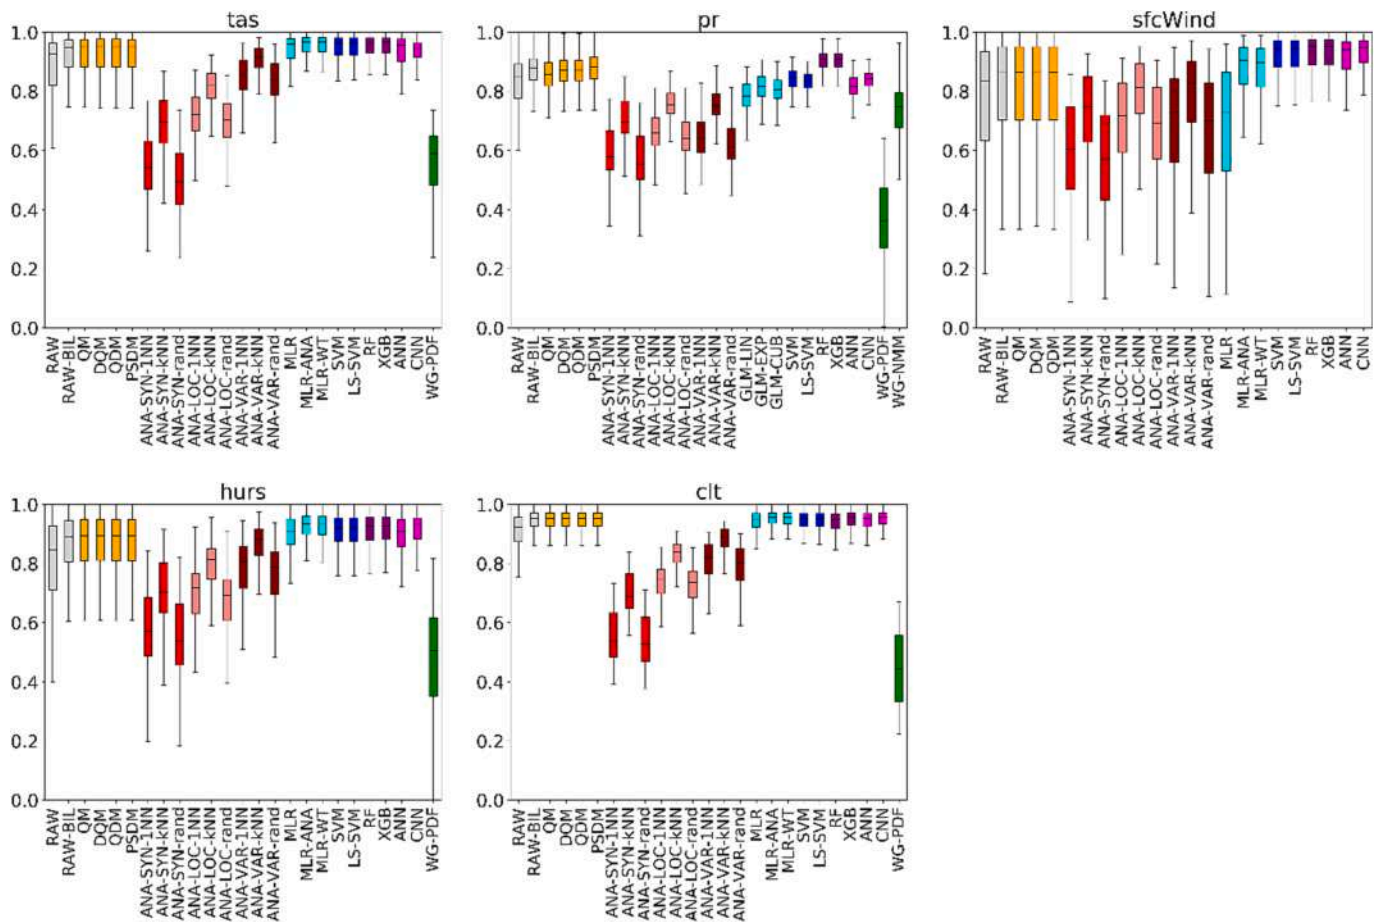 tas
1.0
0.8
0.6
0.4
0.2
0.0
RAW
RAW-BIL
QM
DQM
QDM
PSDM
ANA-SYN-1NN
ANA-SYN-kNN
ANA-SYN-rand
ANA-LOC-1NN
ANA-LOC-kNN
ANA-LOC-rand
ANA-VAR-1NN
ANA-VAR-kNN
ANA-VAR-rand
MLR
MLR-ANA
MLR-WT
SVM
LS-SVM
RF
XGB
ANN
CNN
WG-PDF
pr
1.0
0.8
0.6
0.4
0.2
0.0
RAW
RAW-BIL
QM
DQM
QDM
PSDM
ANA-SYN-1NN
ANA-SYN-kNN
ANA-SYN-rand
ANA-LOC-1NN
ANA-LOC-kNN
ANA-LOC-rand
ANA-VAR-1NN
ANA-VAR-kNN
ANA-VAR-rand
GLM-LIN
GLM-EXP
GLM-CUB
SVM
LS-SVM
RF
XGB
ANN
CNN
WG-PDF
WG-NMM
sfcWind
1.0
0.8
0.6
0.4
0.2
0.0
RAW
RAW-BIL
QM
DQM
QDM
ANA-SYN-1NN
ANA-SYN-kNN
ANA-SYN-rand
ANA-LOC-1NN
ANA-LOC-kNN
ANA-LOC-rand
ANA-VAR-1NN
ANA-VAR-kNN
ANA-VAR-rand
MLR
MLR-ANA
MLR-WT
SVM
LS-SVM
RF
XGB
ANN
CNN
hurs
1.0
0.8
0.6
0.4
0.2
0.0
RAW
RAW-BIL
QM
DQM
QDM
PSDM
ANA-SYN-1NN
ANA-SYN-kNN
ANA-SYN-rand
ANA-LOC-1NN
ANA-LOC-kNN
ANA-LOC-rand
ANA-VAR-1NN
ANA-VAR-kNN
ANA-VAR-rand
MLR
MLR-ANA
MLR-WT
SVM
LS-SVM
RF
XGB
ANN
CNN
WG-PDF
clt
1.0
0.8
0.6
0.4
0.2
0.0
RAW
RAW-BIL
QM
DQM
QDM
PSDM
ANA-SYN-1NN
ANA-SYN-kNN
ANA-SYN-rand
ANA-LOC-1NN
ANA-LOC-kNN
ANA-LOC-rand
ANA-VAR-1NN
ANA-VAR-kNN
ANA-VAR-rand
MLR
MLR-ANA
MLR-WT
SVM
LS-SVM
RF
XGB
ANN
CNN
WG-PDF